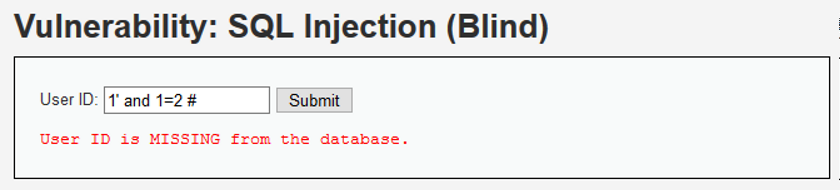 Vulnerability: SQL Injection (Blind)
User ID: 1' and 1=2 # Submit
User ID is MISSING from the database.